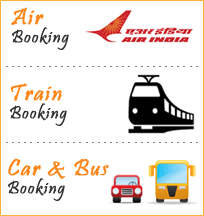 Air
Booking
एअर इंडिया
AIR INDIA
Train
Booking
Car & Bus
Booking